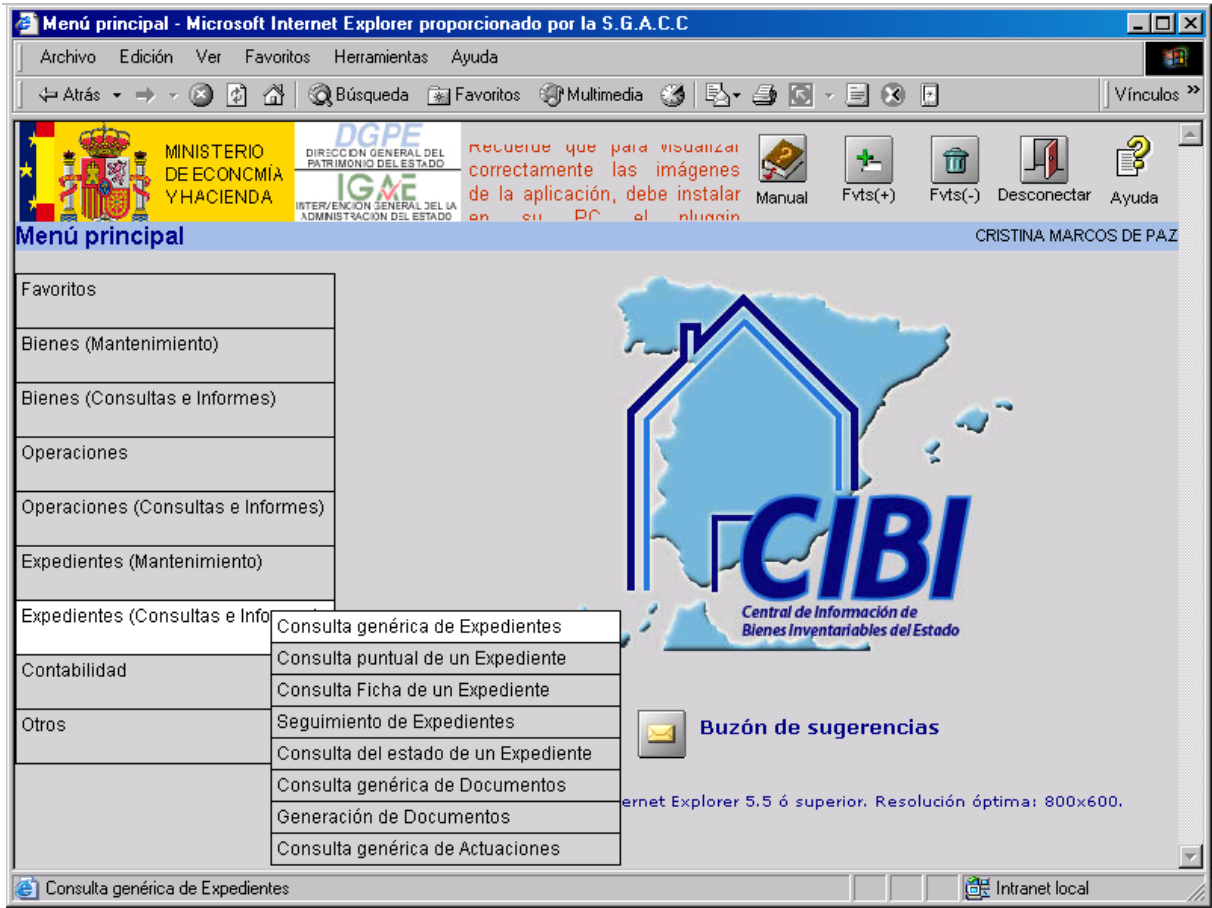 Menú principal - Microsoft Internet Explorer proporcionado por la S.G.A.C.C
Archivo Edición Ver Favoritos Herramientas Ayuda
Atrás Búsqueda Favoritos Multimedia Vínculos »
MINISTERIO
DE ECONCMÍA
Y HACIENDA
DGPE
DIRECCION GENERAL DEL
PATRIMONIO DEL ESTADO
IGAE
INTERVENCION GENERAL DEL LA
ADMINISTRACION DEL ESTADO
Recuerde que para visualizar
correctamente las imágenes
de la aplicación, debe instalar
en su PC el pluggin
Manual Fvts(+) Fvts(-) Desconectar Ayuda
Menú principal CRISTINA MARCOS DE PAZ
Favoritos
Bienes (Mantenimiento)
Bienes (Consultas e Informes)
Operaciones
Operaciones (Consultas e Informes)
Expedientes (Mantenimiento)
Expedientes (Consultas e Info
Contabilidad
Otros
Consulta genérica de Expedientes
Consulta puntual de un Expediente
Consulta Ficha de un Expediente
Seguimiento de Expedientes
Consulta del estado de un Expediente
Consulta genérica de Documentos
Generación de Documentos
Consulta genérica de Actuaciones
CIBI
Central de Información de
Bienes Inventariables del Estado
Buzón de sugerencias
ernet Explorer 5.5 ó superior. Resolución óptima: 800x600.
Consulta genérica de Expedientes Intranet local